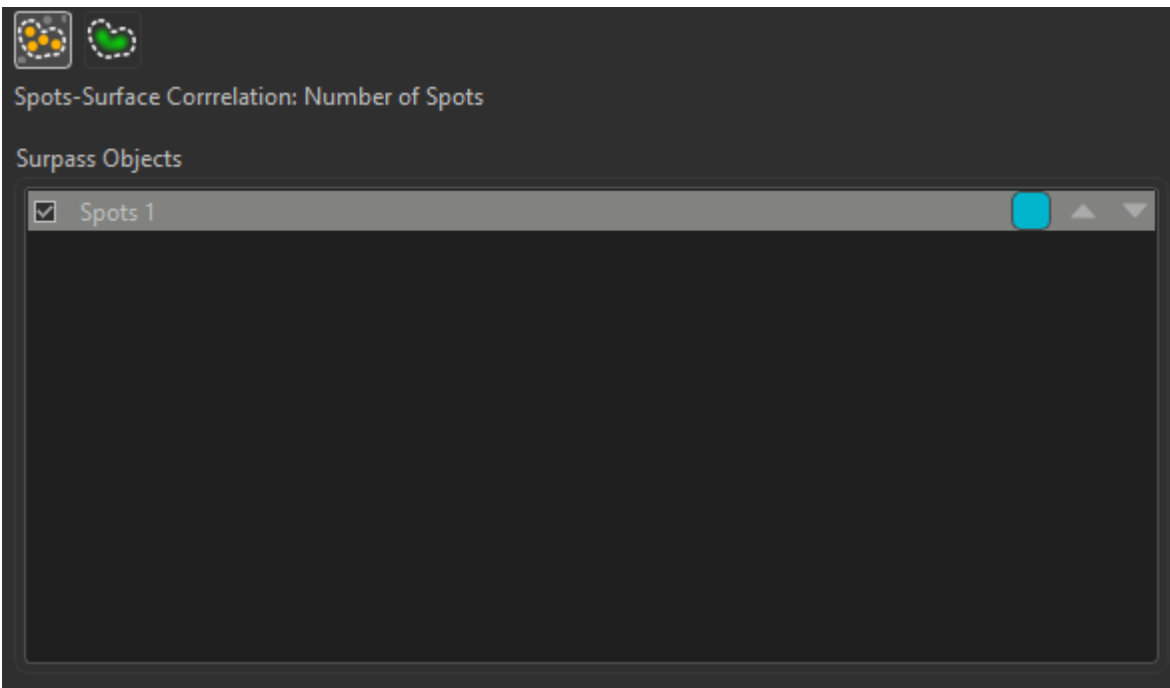 Spots-Surface Corrrelation: Number of Spots
Surpass Objects
Spots 1